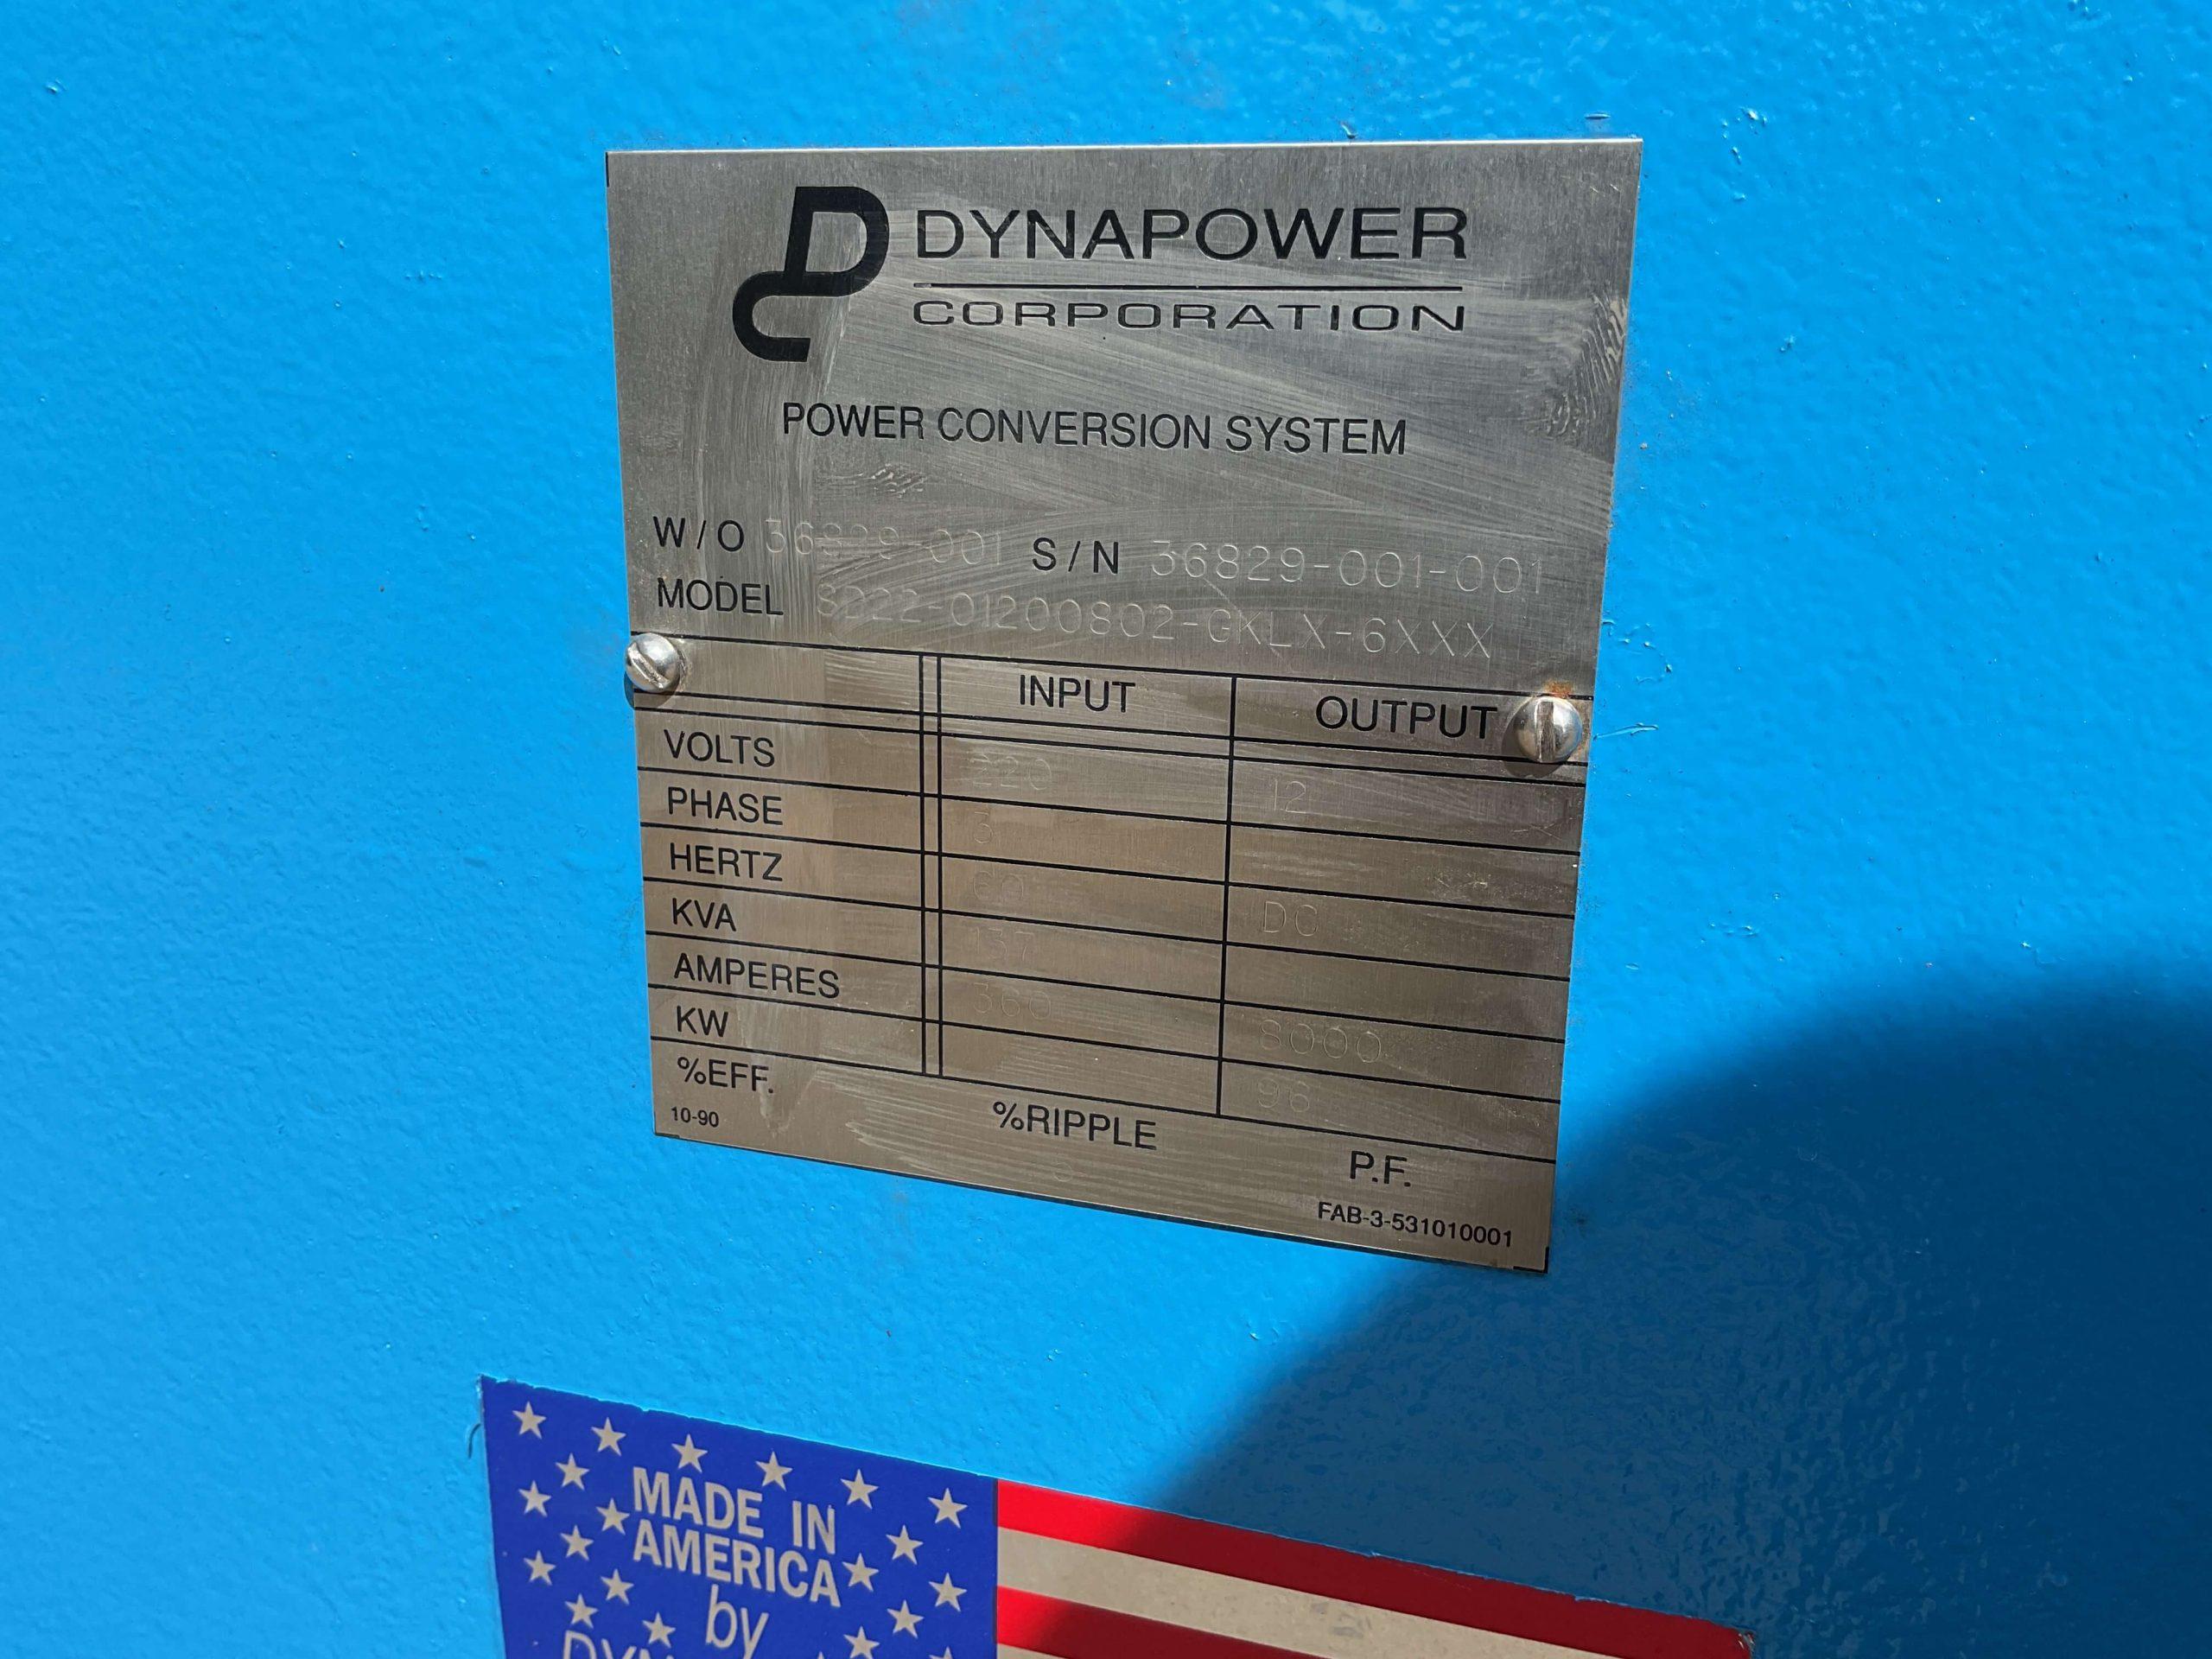 DYNAPOWER
CORPORATION
POWER CONVERSION SYSTEM
W/O 36829-001 S/N 36829-001-001
MODEL 8D22-01200802-GKLX-6XXX
INPUT OUTPUT
VOLTS 220 12
PHASE 3
HERTZ 60 DC
KVA 137
AMPERES 360 8000
KW 96
%EFF. %RIPPLE P.F.
10-90
FAB-3-531010001
MADE IN
AMERICA
by